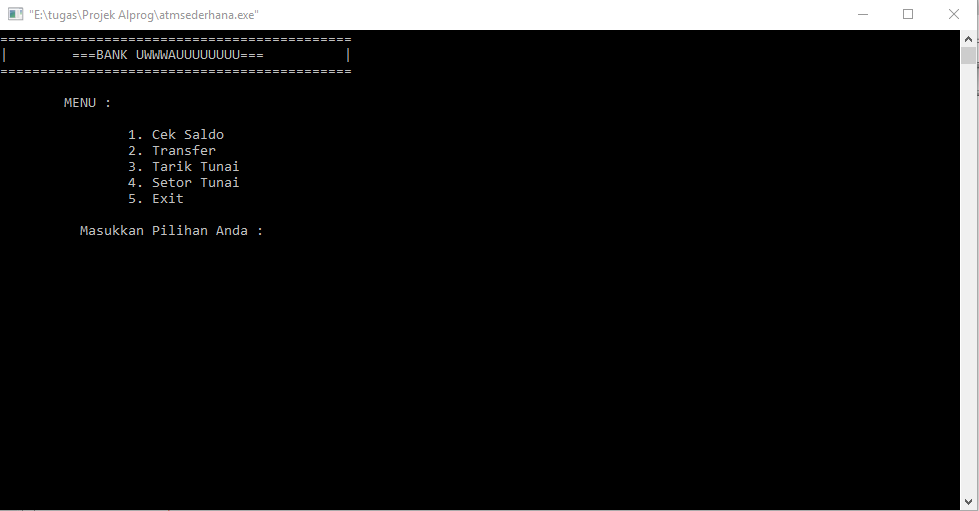 "E:\tugas\Projek Alprog\atmsederhana.exe"
============================================
|        ===BANK UWWWAUUUUUUUU===          |
============================================
MENU :
1. Cek Saldo
2. Transfer
3. Tarik Tunai
4. Setor Tunai
5. Exit
Masukkan Pilihan Anda :